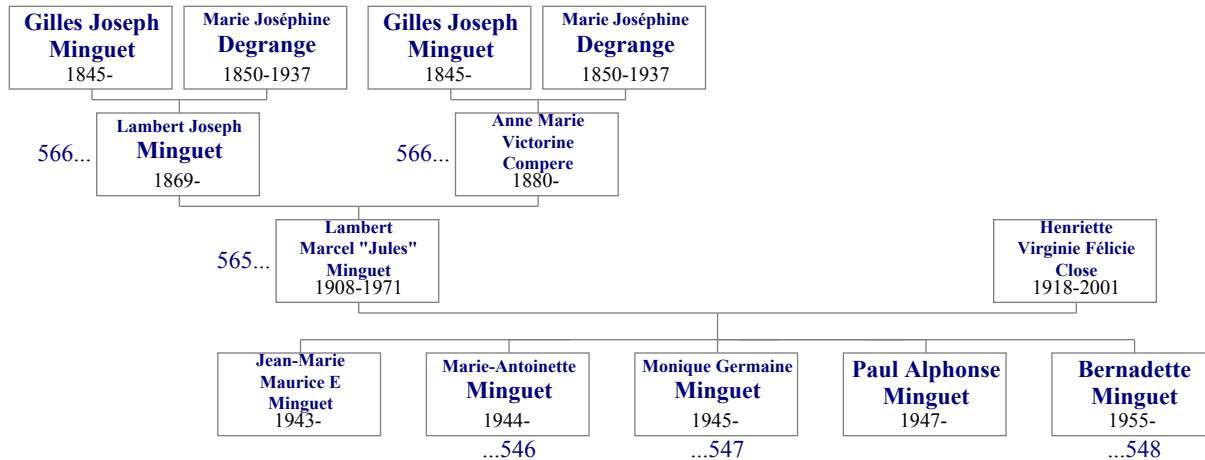 Gilles Joseph
Minguet
1845-
Marie Joséphine
Degrange
1850-1937
Gilles Joseph
Minguet
1845-
Marie Joséphine
Degrange
1850-1937
566...
Lambert Joseph
Minguet
1869-
566...
Anne Marie
Victorine
Compere
1880-
565...
Lambert
Marcel "Jules"
Minguet
1908-1971
Henriette
Virginie Félicie
Close
1918-2001
Jean-Marie
Maurice E
Minguet
1943-
Marie-Antoinette
Minguet
1944-
...546
Monique Germaine
Minguet
1945-
...547
Paul Alphonse
Minguet
1947-
Bernadette
Minguet
1955-
...548